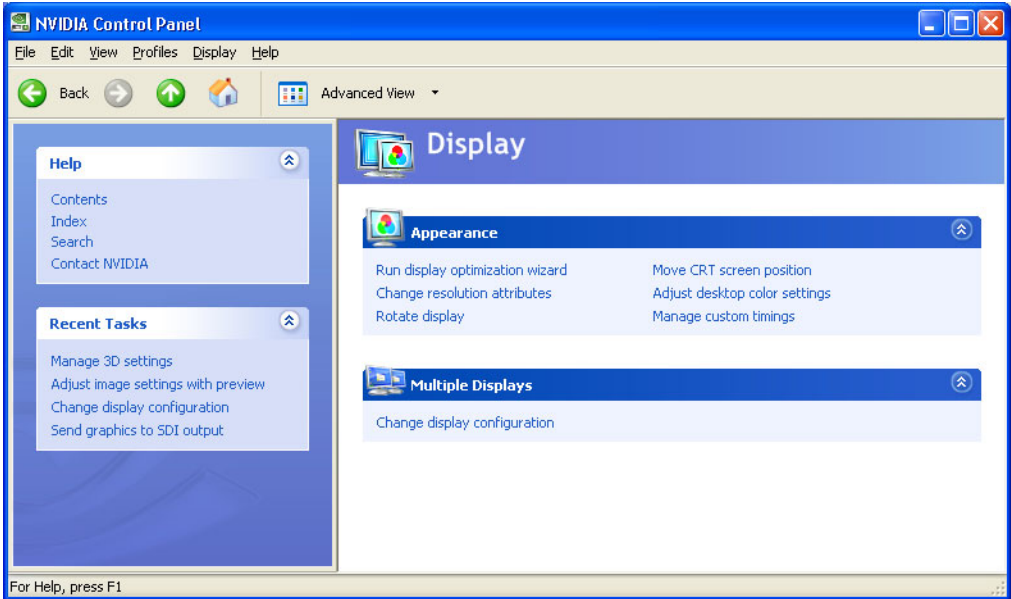 NVIDIA Control Panel
File Edit View Profiles Display Help
Back Advanced View
Help
Contents
Index
Search
Contact NVIDIA
Recent Tasks
Manage 3D settings
Adjust image settings with preview
Change display configuration
Send graphics to SDI output
Display
Appearance
Run display optimization wizard Move CRT screen position
Change resolution attributes Adjust desktop color settings
Rotate display Manage custom timings
Multiple Displays
Change display configuration
For Help, press F1